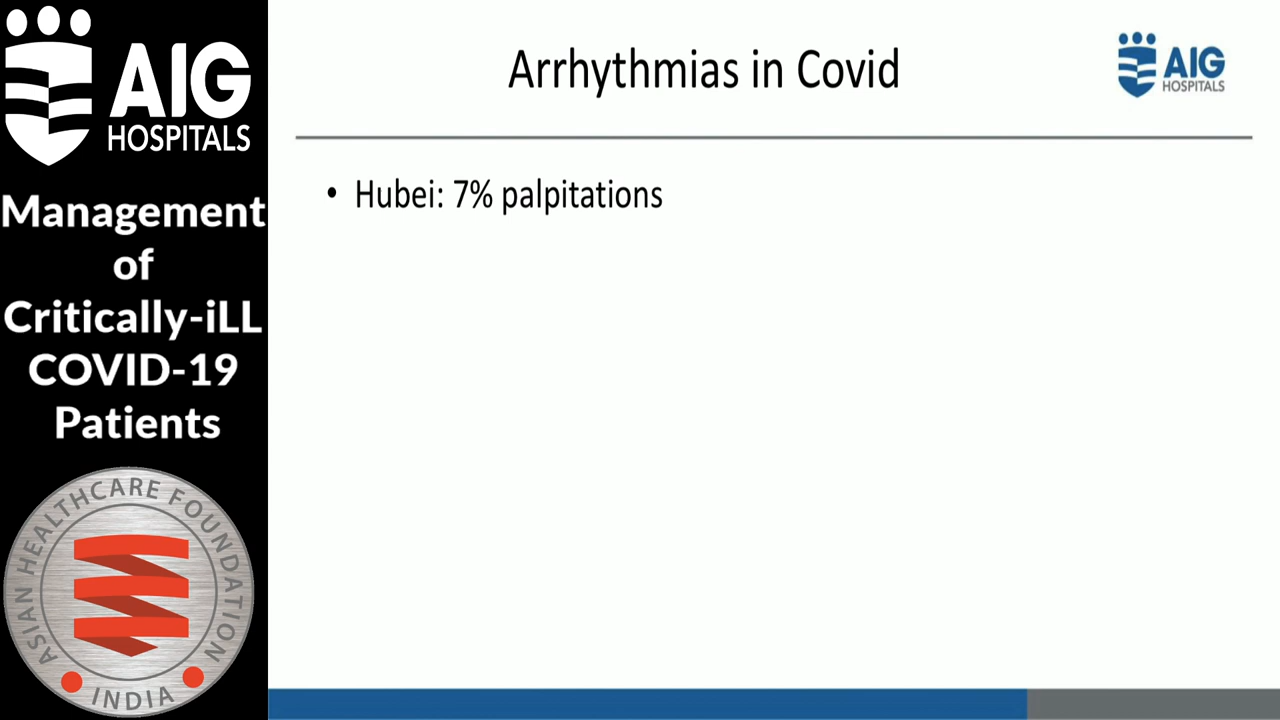 AIG
HOSPITALS
Management
of
Critically-iLL
COVID-19
Patients
ASIAN HEALTHCARE FOUNDATION
INDIA
Arrhythmias in Covid
AIG
HOSPITALS
• Hubei: 7% palpitations